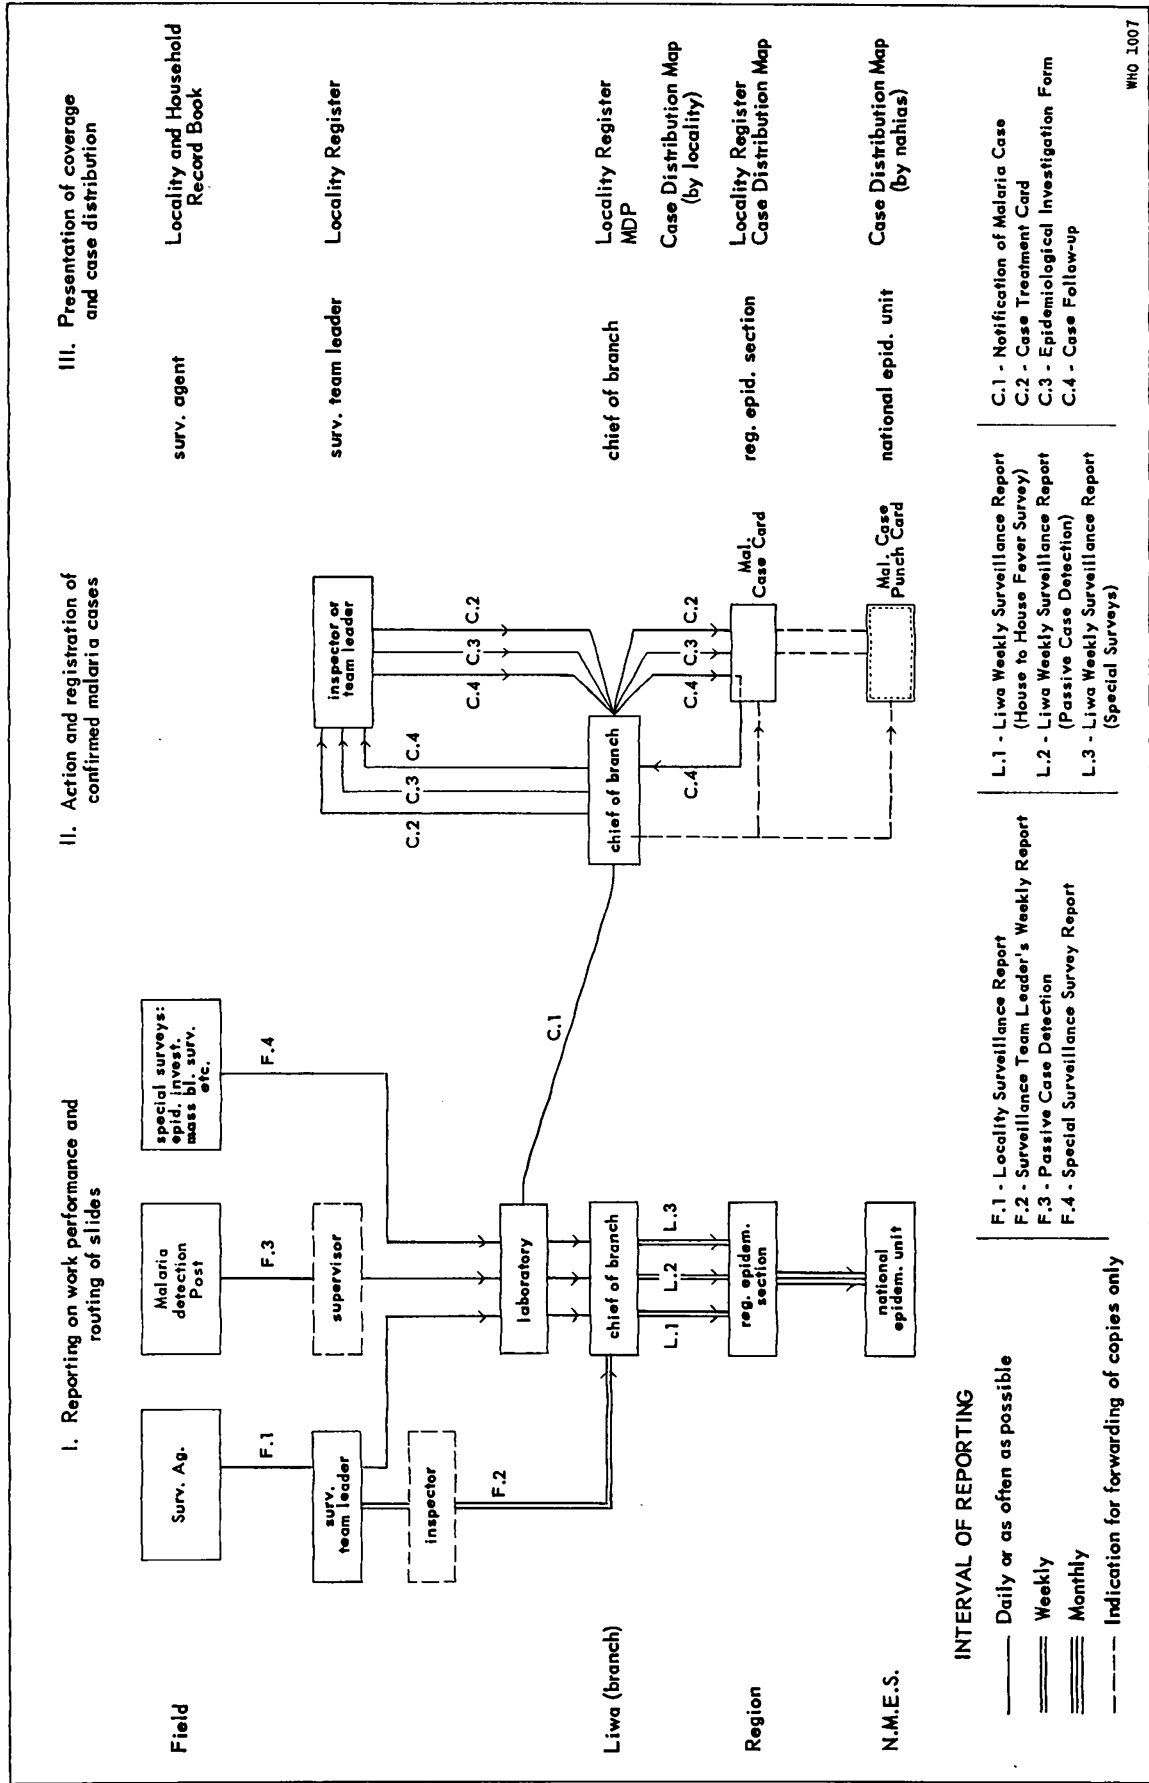 I. Reporting on work performance and
routing of slides
II. Action and registration of
confirmed malaria cases
III. Presentation of coverage
and case distribution
Field
Liwa (branch)
Region
N.M.E.S.
Surv. Ag.
F.1
surv.
team leader
inspector
F.2
Malaria
detection
Post
F.3
supervisor
special surveys:
epid. invest.
mass bl. surv.
etc.
F.4
laboratory
C.1
chief of branch
L.1
L.2
L.3
reg. epidem.
section
national
epidem. unit
inspector or
team leader
C.2
C.3
C.4
C.4
C.3
C.2
chief of branch
C.4
C.4
C.3
C.2
Mal.
Case Card
Mal. Case
Punch Card
surv. agent
Locality and Household
Record Book
surv. team leader
Locality Register
chief of branch
Locality Register
MDP
Case Distribution Map
(by locality)
reg. epid. section
Locality Register
Case Distribution Map
national epid. unit
Case Distribution Map
(by nahias)
INTERVAL OF REPORTING
Daily or as often as possible
Weekly
Monthly
Indication for forwarding of copies only
F.1 - Locality Surveillance Report
F.2 - Surveillance Team Leader's Weekly Report
F.3 - Passive Case Detection
F.4 - Special Surveillance Survey Report
L.1 - Liwa Weekly Surveillance Report
(House to House Fever Survey)
L.2 - Liwa Weekly Surveillance Report
(Passive Case Detection)
L.3 - Liwa Weekly Surveillance Report
(Special Surveys)
C.1 - Notification of Malaria Case
C.2 - Case Treatment Card
C.3 - Epidemiological Investigation Form
C.4 - Case Follow-up
WHO 1007